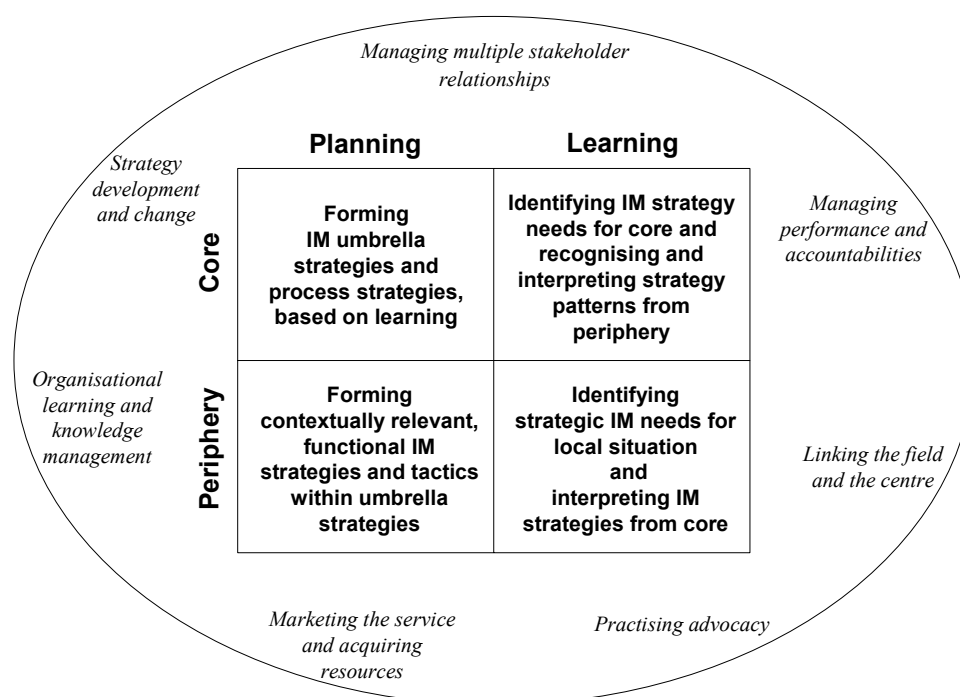 Managing multiple stakeholder
relationships
Planning
Learning
Strategy
development
and change
Core
Forming
IM umbrella
strategies and
process strategies,
based on learning
Identifying IM strategy
needs for core and
recognising and
interpreting strategy
patterns from
periphery
Managing
performance and
accountabilities
Organisational
learning and
knowledge
management
Periphery
Forming
contextually relevant,
functional IM
strategies and tactics
within umbrella
strategies
Identifying
strategic IM needs for
local situation
and
interpreting IM
strategies from core
Linking the field
and the centre
Marketing the service
and acquiring
resources
Practising advocacy